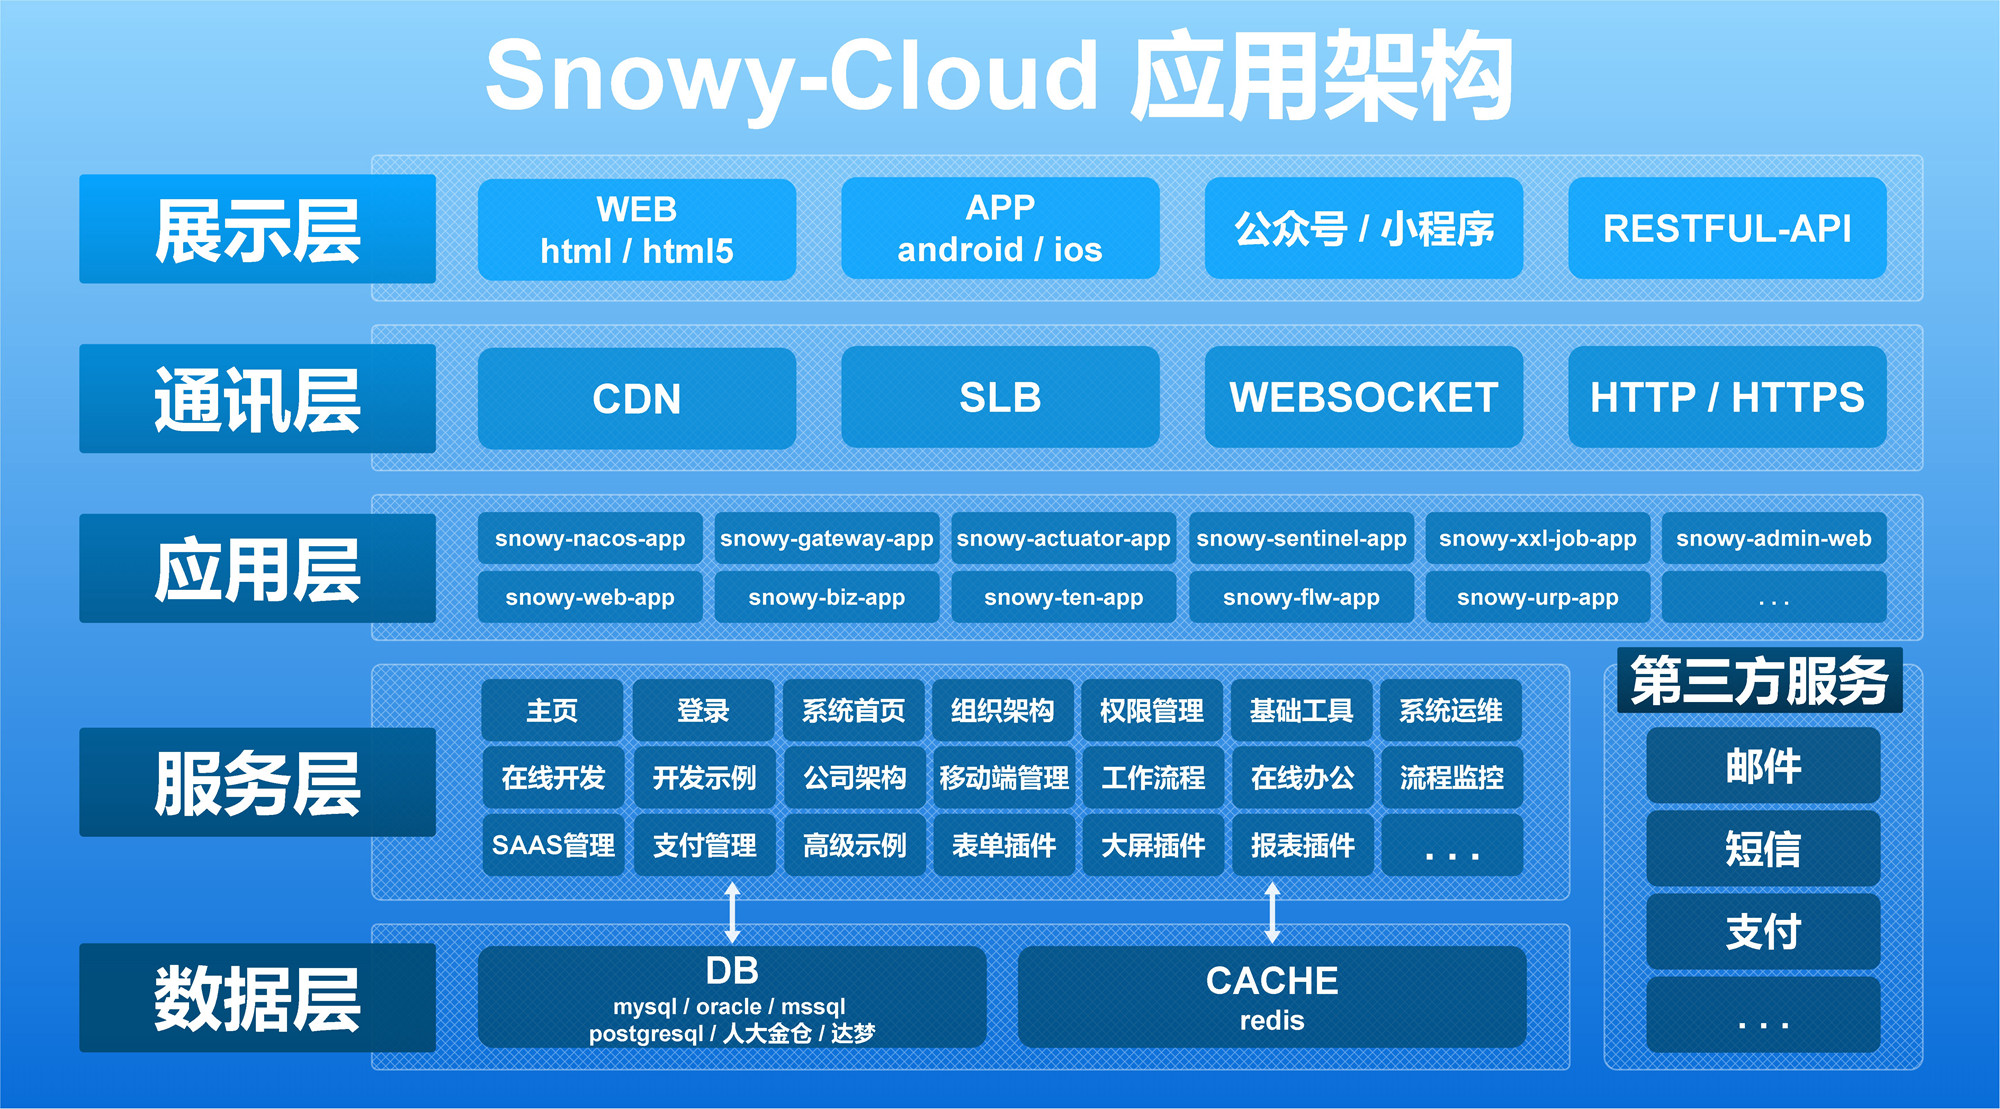 Snowy-Cloud 应用架构
展示层
WEB
html / html5
APP
android / ios
公众号 / 小程序
RESTFUL-API
通讯层
CDN
SLB
WEBSOCKET
HTTP / HTTPS
应用层
snowy-nacos-app
snowy-gateway-app
snowy-actuator-app
snowy-sentinel-app
snowy-xxl-job-app
snowy-admin-web
snowy-web-app
snowy-biz-app
snowy-ten-app
snowy-flw-app
snowy-urp-app
...
服务层
主页
登录
系统首页
组织架构
权限管理
基础工具
系统运维
在线开发
开发示例
公司架构
移动端管理
工作流程
在线办公
流程监控
SAAS管理
支付管理
高级示例
表单插件
大屏插件
报表插件
...
第三方服务
邮件
短信
支付
...
数据层
DB
mysql / oracle / mssql
postgresql / 人大金仓 / 达梦
CACHE
redis